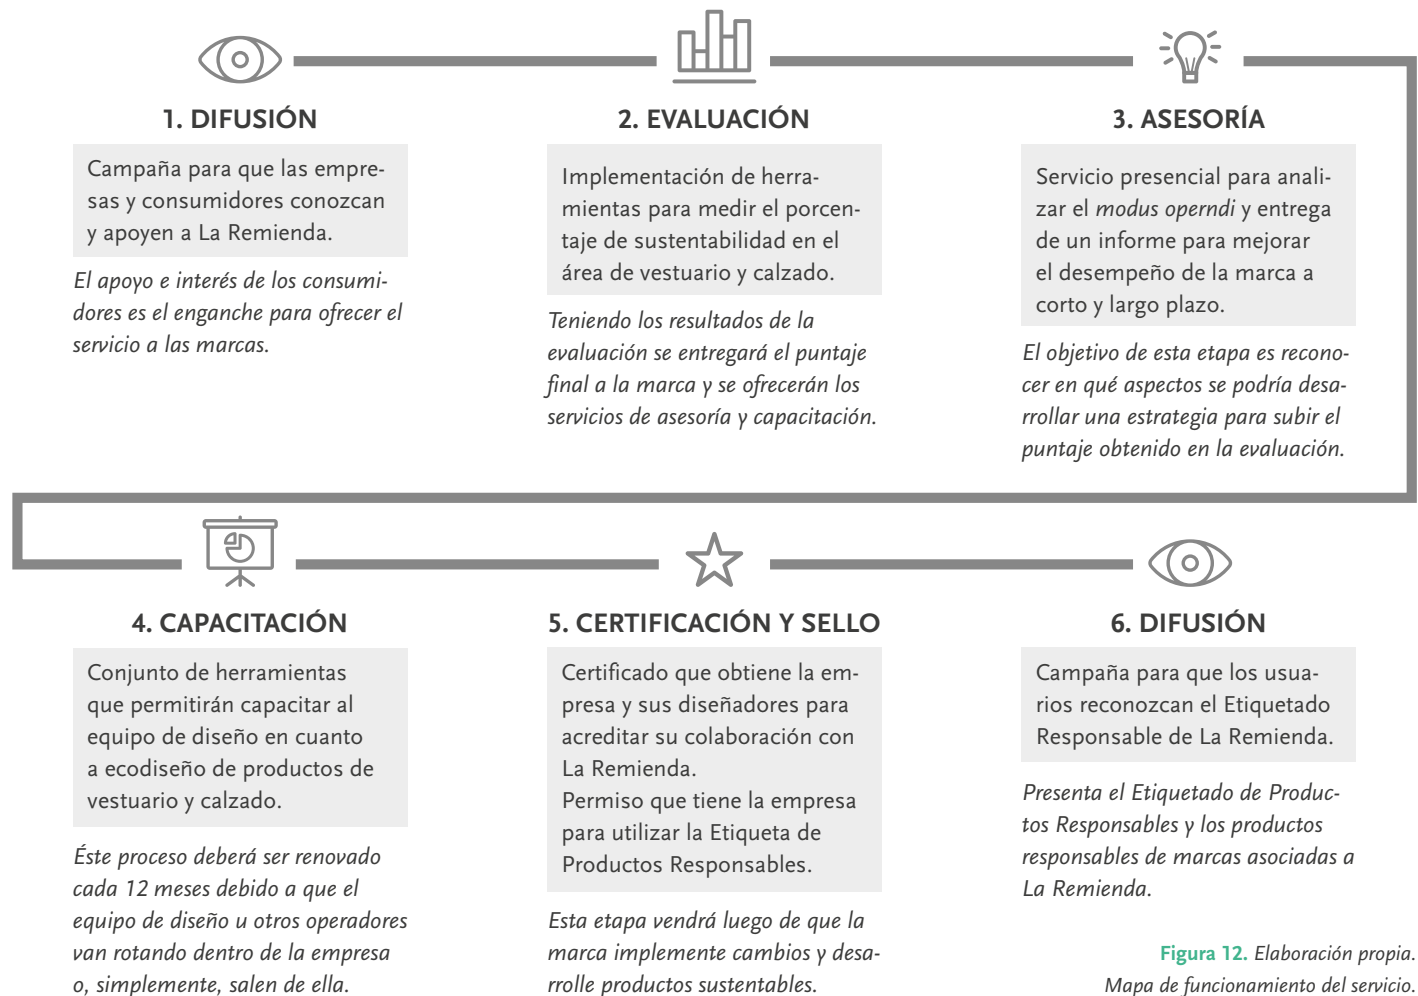 1. DIFUSIÓN
Campaña para que las empre-
sas y consumidores conozcan
y apoyen a La Remienda.
El apoyo e interés de los consumi-
dores es el enganche para ofrecer el
servicio a las marcas.
2. EVALUACIÓN
Implementación de herra-
mientas para medir el porcen-
taje de sustentabilidad en el
área de vestuario y calzado.
Teniendo los resultados de la
evaluación se entregará el puntaje
final a la marca y se ofrecerán los
servicios de asesoría y capacitación.
3. ASESORÍA
Servicio presencial para anali-
zar el modus operndi y entrega
de un informe para mejorar
el desempeño de la marca a
corto y largo plazo.
El objetivo de esta etapa es recono-
cer en qué aspectos se podría desa-
rrollar una estrategia para subir el
puntaje obtenido en la evaluación.
4. CAPACITACIÓN
Conjunto de herramientas
que permitirán capacitar al
equipo de diseño en cuanto
a ecodiseño de productos de
vestuario y calzado.
Éste proceso deberá ser renovado
cada 12 meses debido a que el
equipo de diseño u otros operadores
van rotando dentro de la empresa
o, simplemente, salen de ella.
5. CERTIFICACIÓN Y SELLO
Certificado que obtiene la em-
presa y sus diseñadores para
acreditar su colaboración con
La Remienda.
Permiso que tiene la empresa
para utilizar la Etiqueta de
Productos Responsables.
Esta etapa vendrá luego de que la
marca implemente cambios y desa-
rrolle productos sustentables.
6. DIFUSIÓN
Campaña para que los usua-
rios reconozcan el Etiquetado
Responsable de La Remienda.
Presenta el Etiquetado de Produc-
tos Responsables y los productos
responsables de marcas asociadas a
La Remienda.
Figura 12. Elaboración propia.
Mapa de funcionamiento del servicio.